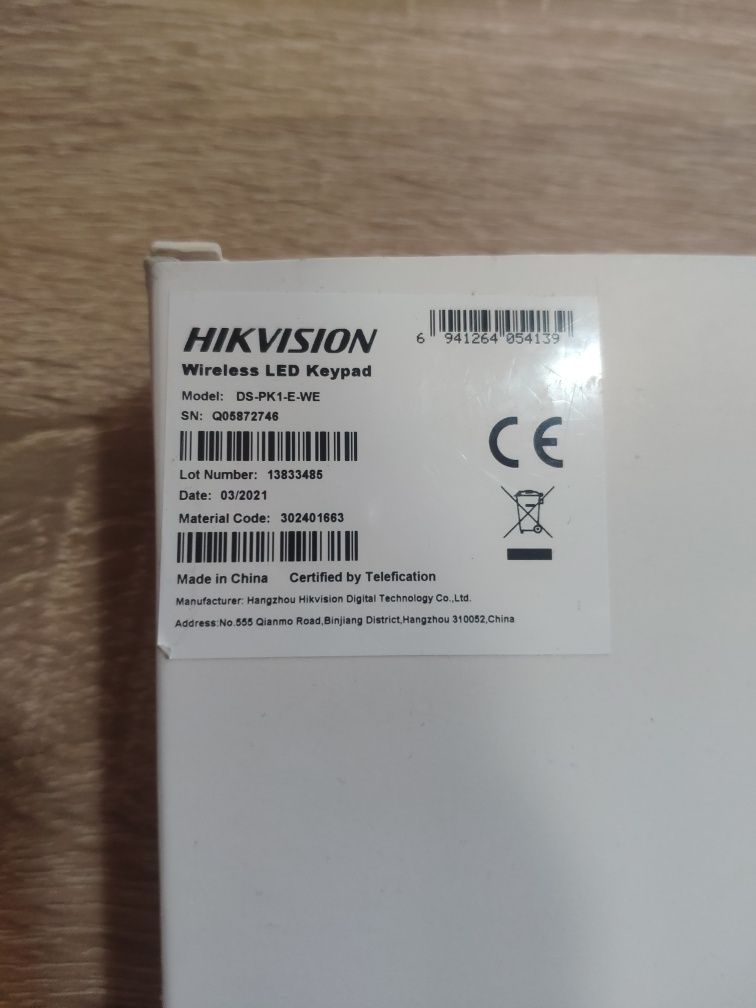 HIKVISION
6 941264 054139
Wireless LED Keypad
Model: DS-PK1-E-WE
SN: Q05872746
CE
Lot Number: 13833485
Date: 03/2021
Material Code: 302401663
Made in China Certified by Telefication
Manufacturer: Hangzhou Hikvision Digital Technology Co.,Ltd.
Address:No.555 Qianmo Road,Binjiang District,Hangzhou 310052,China